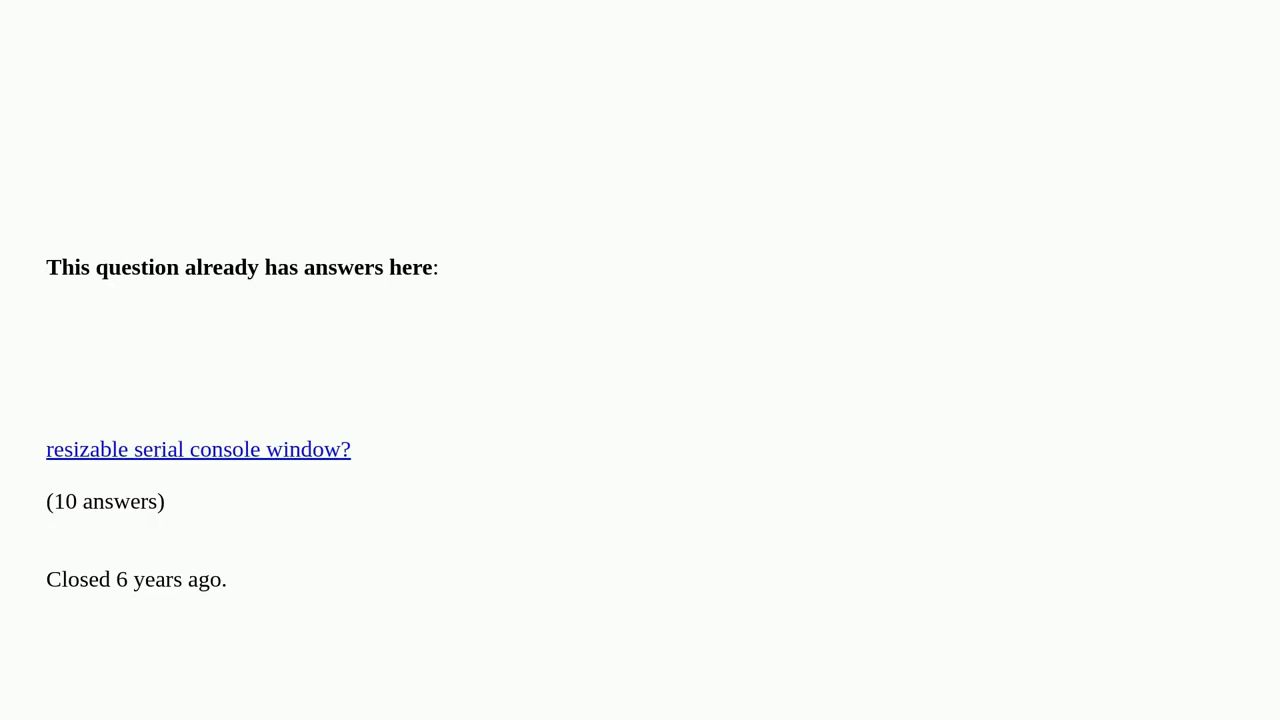 This question already has answers here:
resizable serial console window?
(10 answers)
Closed 6 years ago.